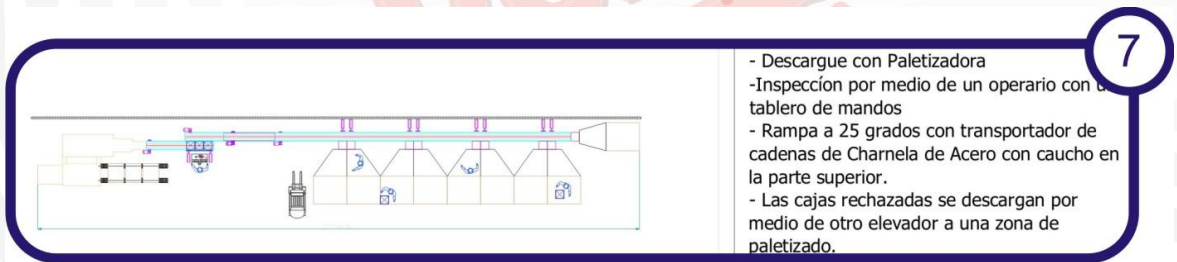 7
- Descargue con Paletizadora
-Inspeccíon por medio de un operario con
tablero de mandos
- Rampa a 25 grados con transportador de
cadenas de Charnela de Acero con caucho en
la parte superior.
- Las cajas rechazadas se descargan por
medio de otro elevador a una zona de
paletizado.